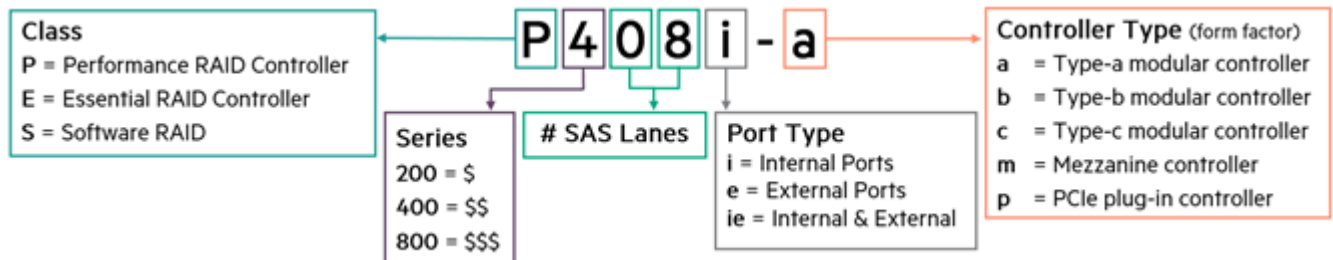 P408i-a
Class
P = Performance RAID Controller
E = Essential RAID Controller
S = Software RAID
Series
200 = $
400 = $$
800 = $$$
# SAS Lanes
Port Type
i = Internal Ports
e = External Ports
ie = Internal & External
Controller Type (form factor)
a = Type-a modular controller
b = Type-b modular controller
c = Type-c modular controller
m = Mezzanine controller
p = PCIe plug-in controller